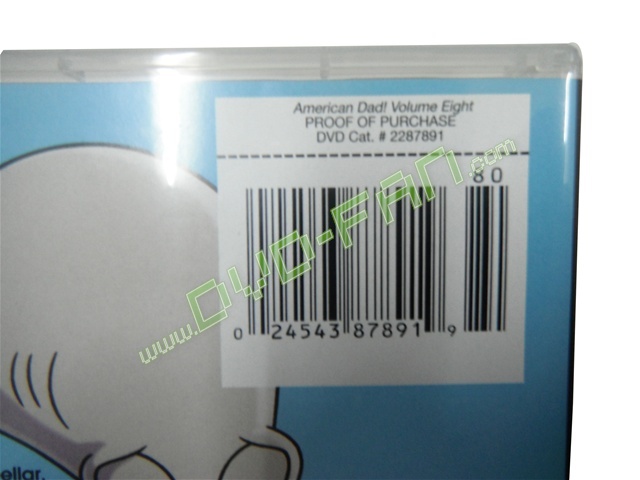 American Dad! Volume Eight
PROOF OF PURCHASE
DVD Cat. # 2287891
80
0 24543 87891 9
www.DVD-FAN.com
ellar.